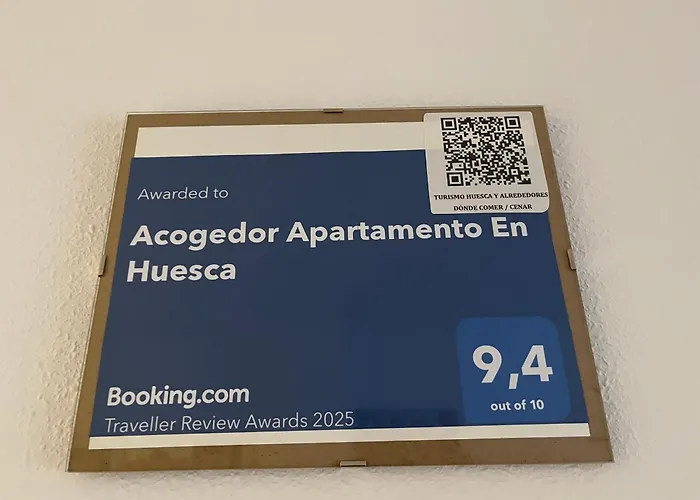 TURISMO HUESCA Y ALREDEDORES
DÓNDE COMER / CENAR
Awarded to
Acogedor Apartamento En
Huesca
9,4
out of 10
Booking.com
Traveller Review Awards 2025